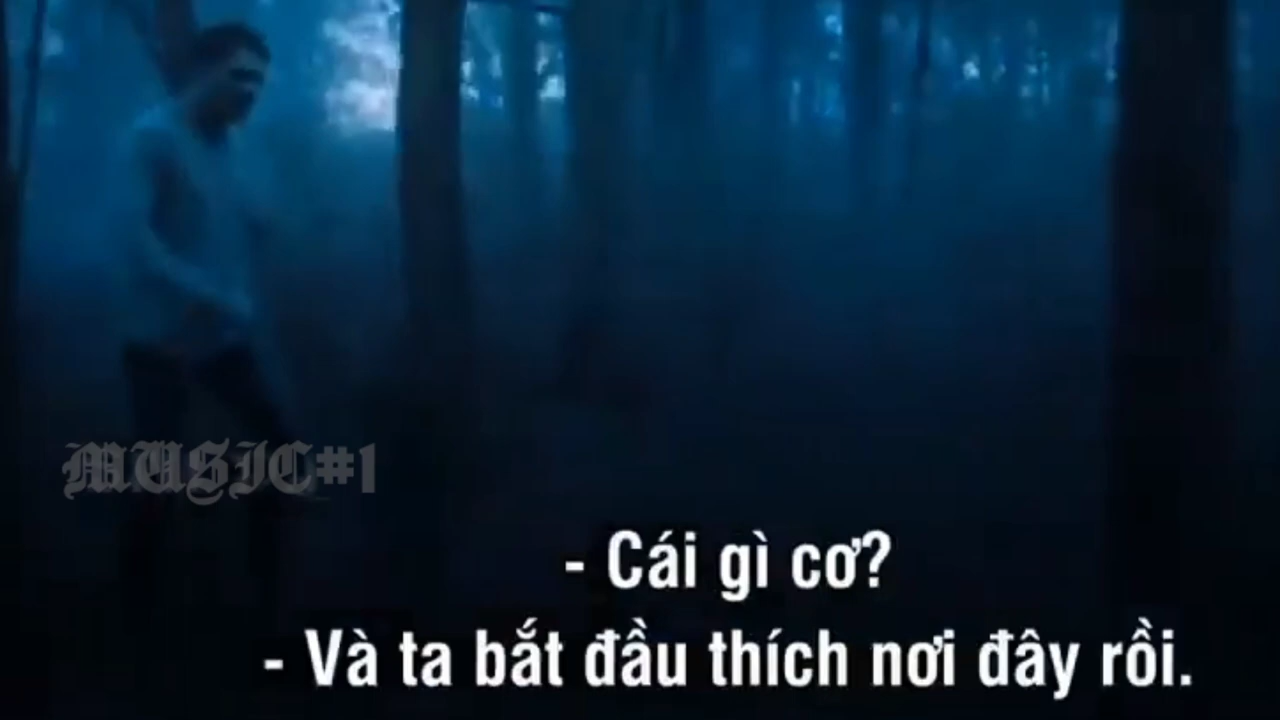 MUSIC#1
- Cái gì cơ?
- Và ta bắt đầu thích nơi đây rồi.